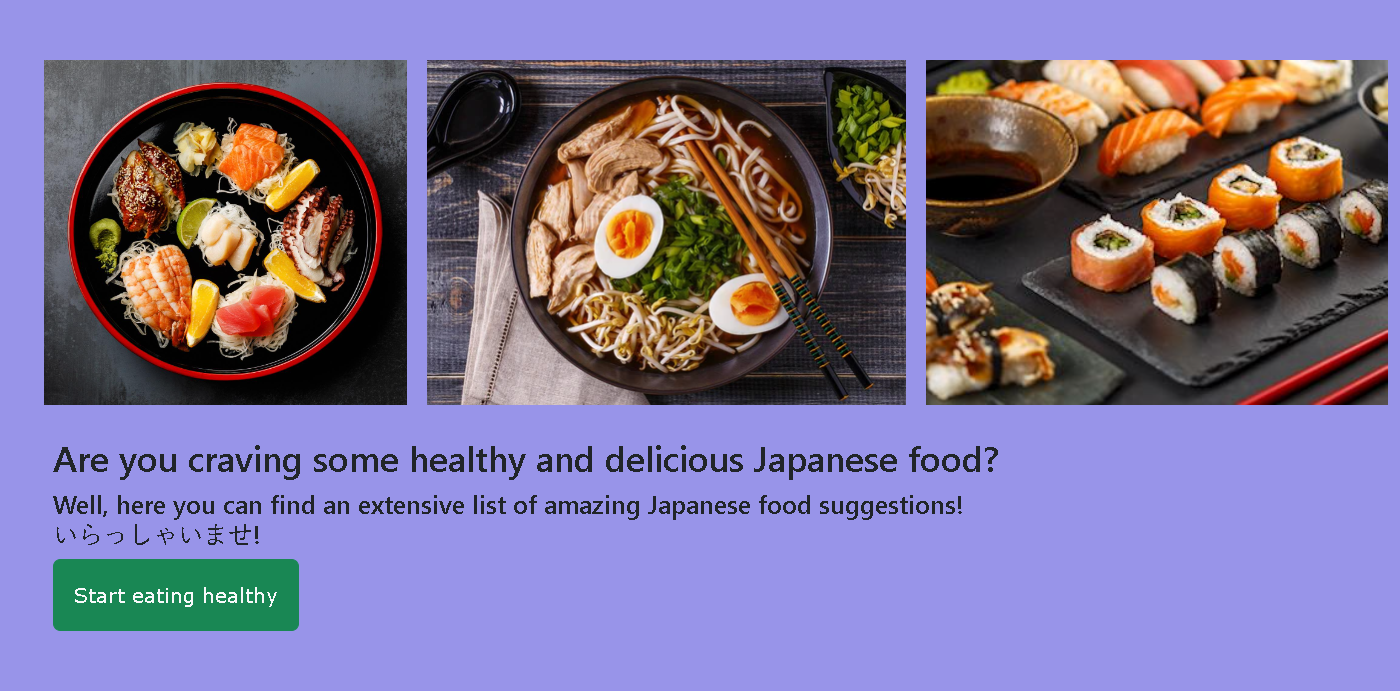 Are you craving some healthy and delicious Japanese food?
Well, here you can find an extensive list of amazing Japanese food suggestions!
いらっしゃいませ!
Start eating healthy